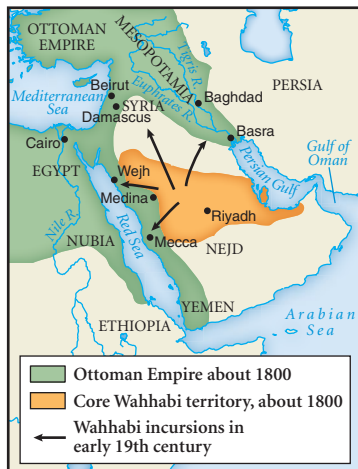 OTTOMAN
EMPIRE
MESOPOTAMIA
Tigris R.
Euphrates R.
PERSIA
Beirut
SYRIA
Baghdad
Mediterranean
Sea
Damascus
Cairo
Basra
Gulf of
Oman
EGYPT
Wejh
Persian Gulf
Medina
Riyadh
Nile R.
Red Sea
NUBIA
Mecca
NEJD
YEMEN
ETHIOPIA
Arabian
Sea
Ottoman Empire about 1800
Core Wahhabi territory, about 1800
Wahhabi incursions in
early 19th century